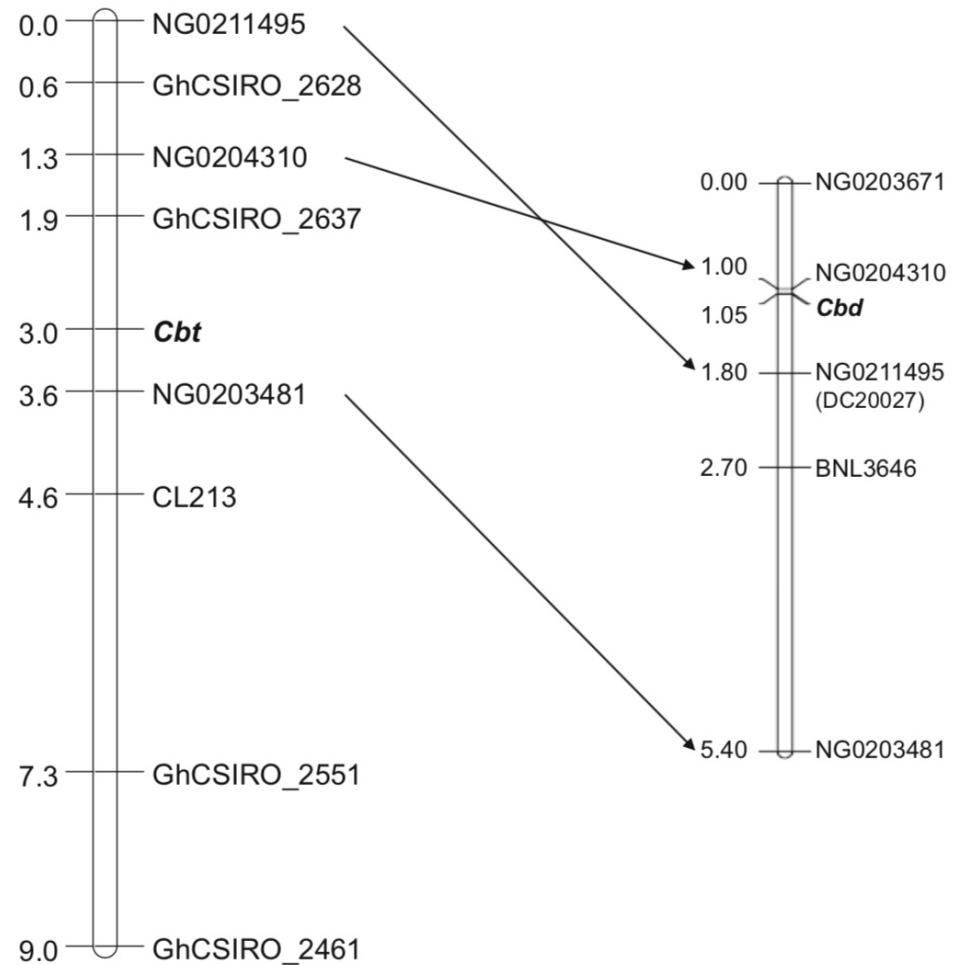 0.0 NG0211495
0.6 GhCSIRO_2628
1.3 NG0204310
1.9 GhCSIRO_2637
3.0 Cbt
3.6 NG0203481
4.6 CL213
7.3 GhCSIRO_2551
9.0 GhCSIRO_2461
0.00 NG0203671
1.00 NG0204310
1.05 Cbd
1.80 NG0211495
(DC20027)
2.70 BNL3646
5.40 NG0203481